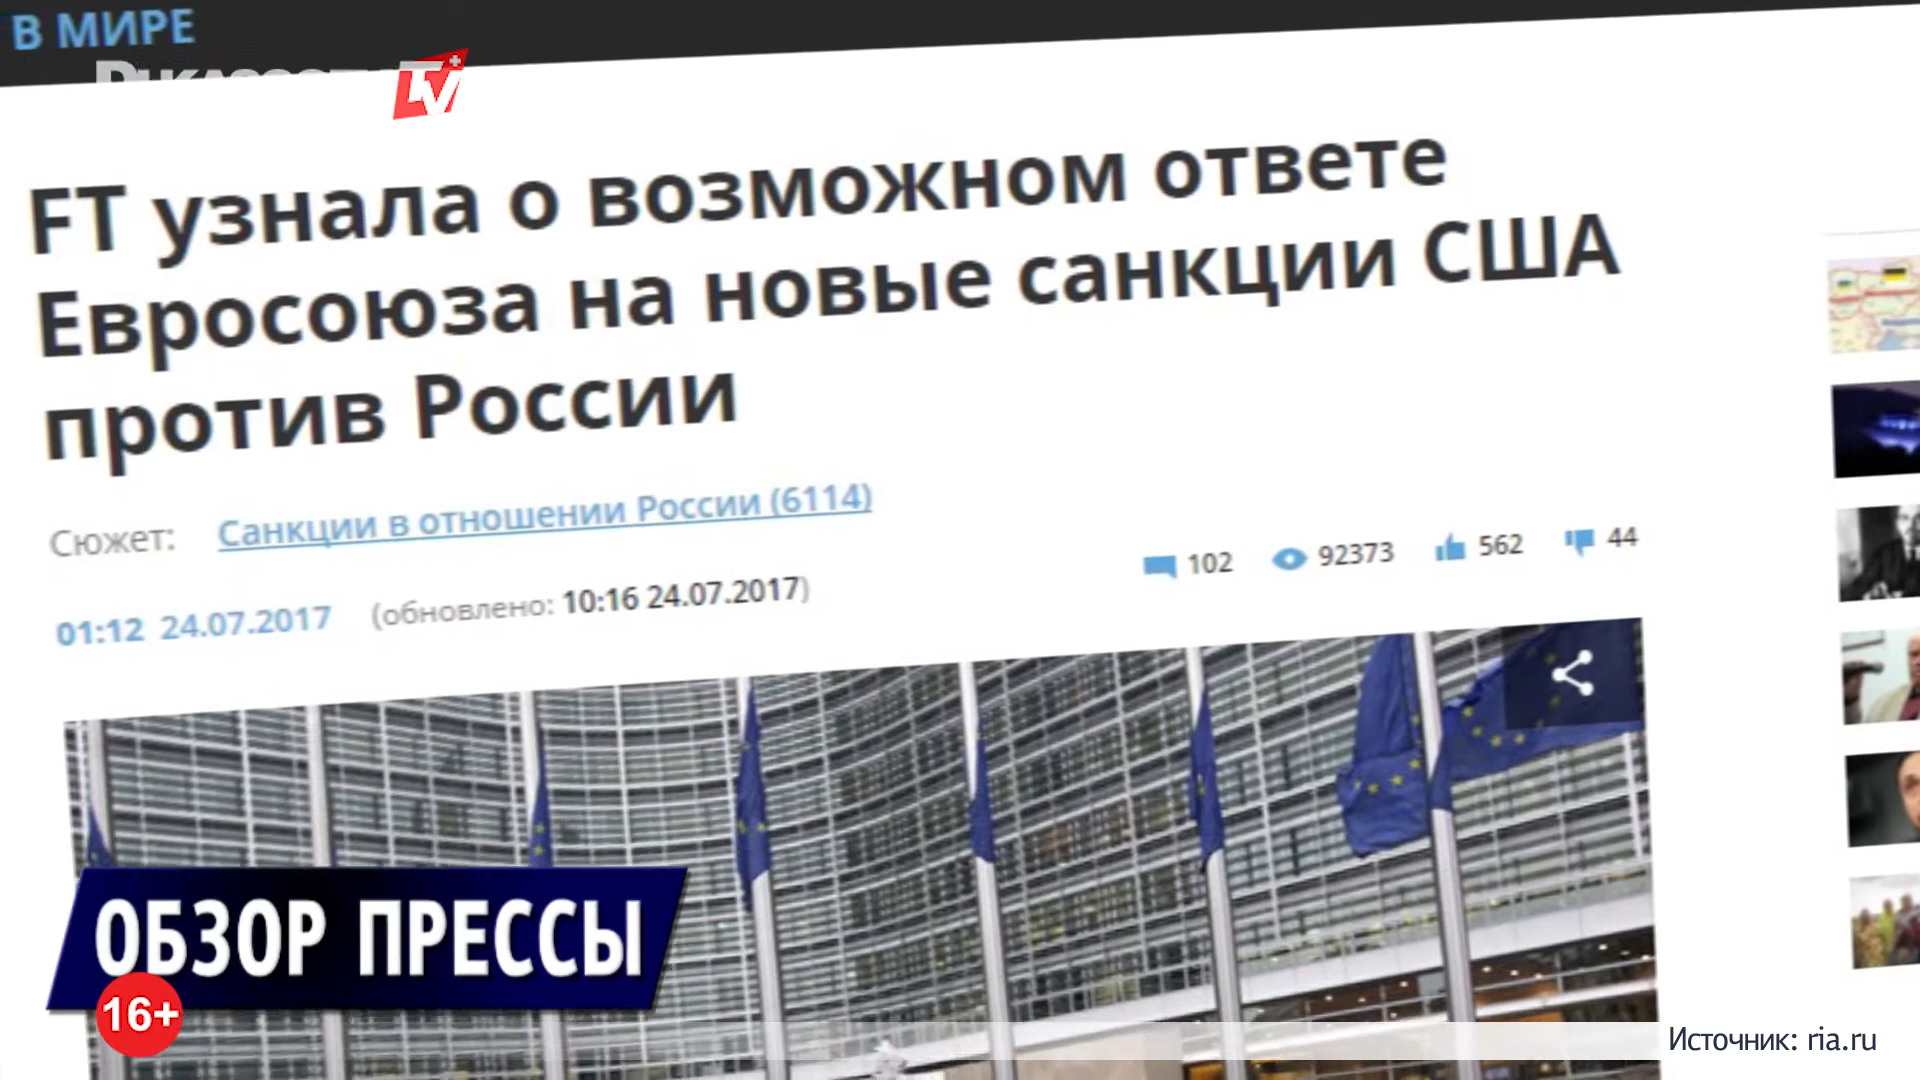 В МИРЕ
TV+
FT узнала о возможном ответе
Евросоюза на новые санкции США
против России
Сюжет: Санкции в отношении России (6114)
01:12 24.07.2017 (обновлено: 10:16 24.07.2017)
102 92373 562 44
ОБЗОР ПРЕССЫ
16+
Источник: ria.ru